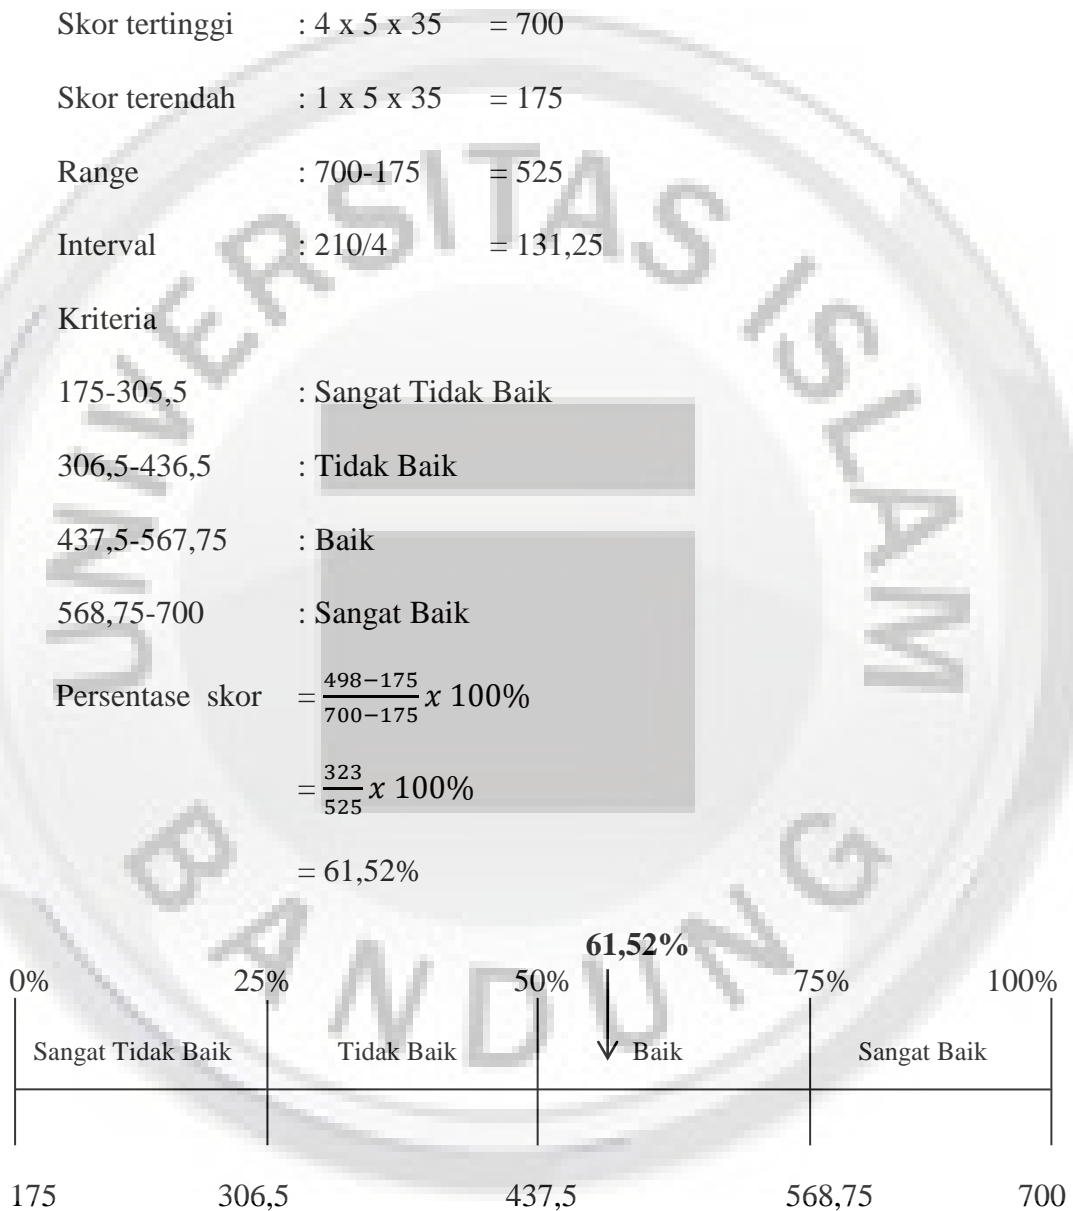 Skor tertinggi : 4 x 5 x 35 = 700
Skor terendah : 1 x 5 x 35 = 175
Range : 700-175 = 525
Interval : 210/4 = 131,25
Kriteria
175-305,5 : Sangat Tidak Baik
306,5-436,5 : Tidak Baik
437,5-567,75 : Baik
568,75-700 : Sangat Baik
Persentase skor = \frac{498−175}{700−175} x 100%
= \frac{323}{525} x 100%
= 61,52%
61,52%
0% 25% 50% 75% 100%
Sangat Tidak Baik Tidak Baik Baik Sangat Baik
175 306,5 437,5 568,75 700
UNIVERSITAS ISLAM
BANDUNG